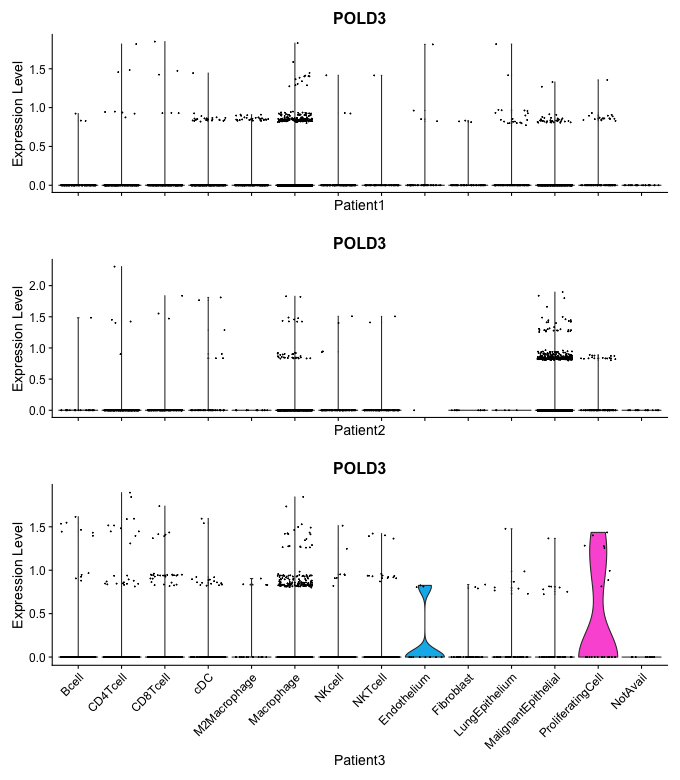 POLD3
Expression Level
1.5
1.0
0.5
0.0
Patient1
POLD3
Expression Level
2.0
1.5
1.0
0.5
0.0
Patient2
POLD3
Expression Level
1.5
1.0
0.5
0.0
Bcell
CD4Tcell
CD8Tcell
cDC
M2Macrophage
Macrophage
NKcell
NKTcell
Endothelium
Fibroblast
LungEpithelium
MalignantEpithelial
ProliferatingCell
NotAvail
Patient3